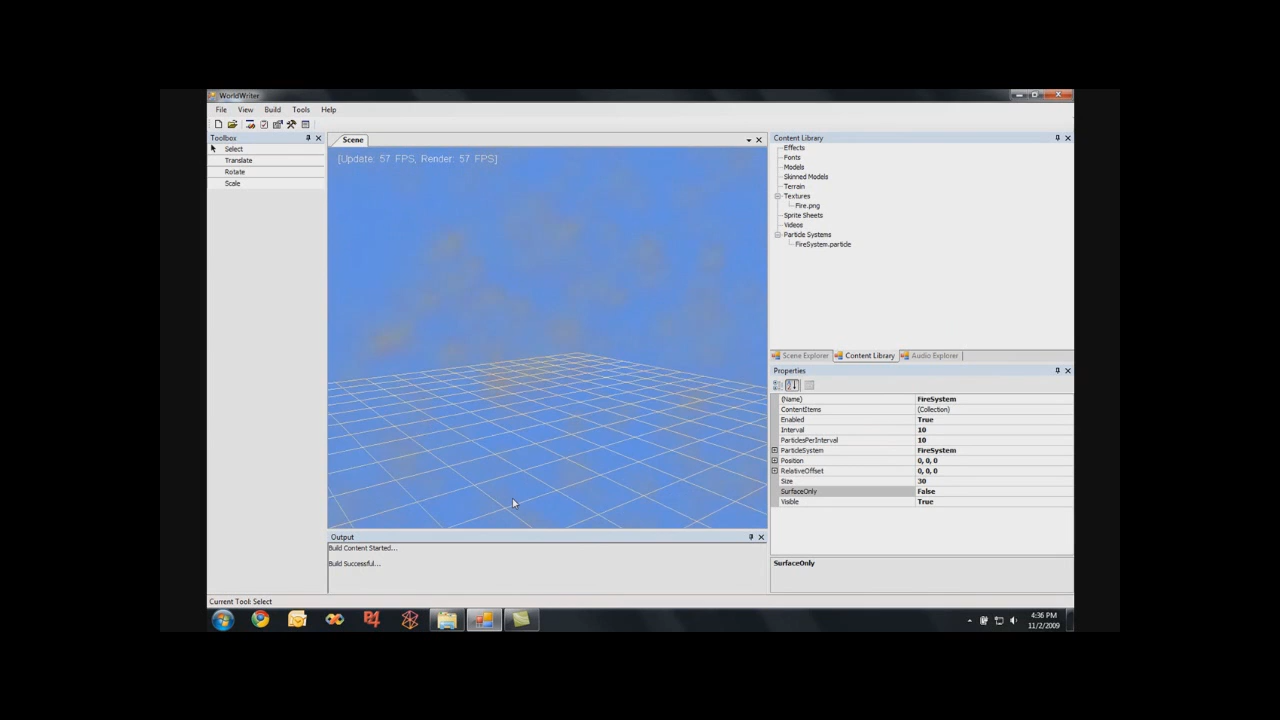 WorldWriter
File View Build Tools Help
Toolbox
Select
Translate
Rotate
Scale
Scene
[Update: 57 FPS, Render: 57 FPS]
Output
Build Content Started...
Build Successful...
Content Library
Effects
Fonts
Models
Skinned Models
Terrain
Textures
Fire.png
Sprite Sheets
Videos
Particle Systems
FireSystem.particle
Scene Explorer Content Library Audio Explorer
Properties
(Name) FireSystem
ContentItems (Collection)
Enabled True
Interval 10
ParticlesPerInterval 10
ParticleSystem FireSystem
Position 0, 0, 0
RelativeOffset 0, 0, 0
Size 30
SurfaceOnly False
Visible True
SurfaceOnly
Current Tool: Select
4:36 PM
11/2/2009